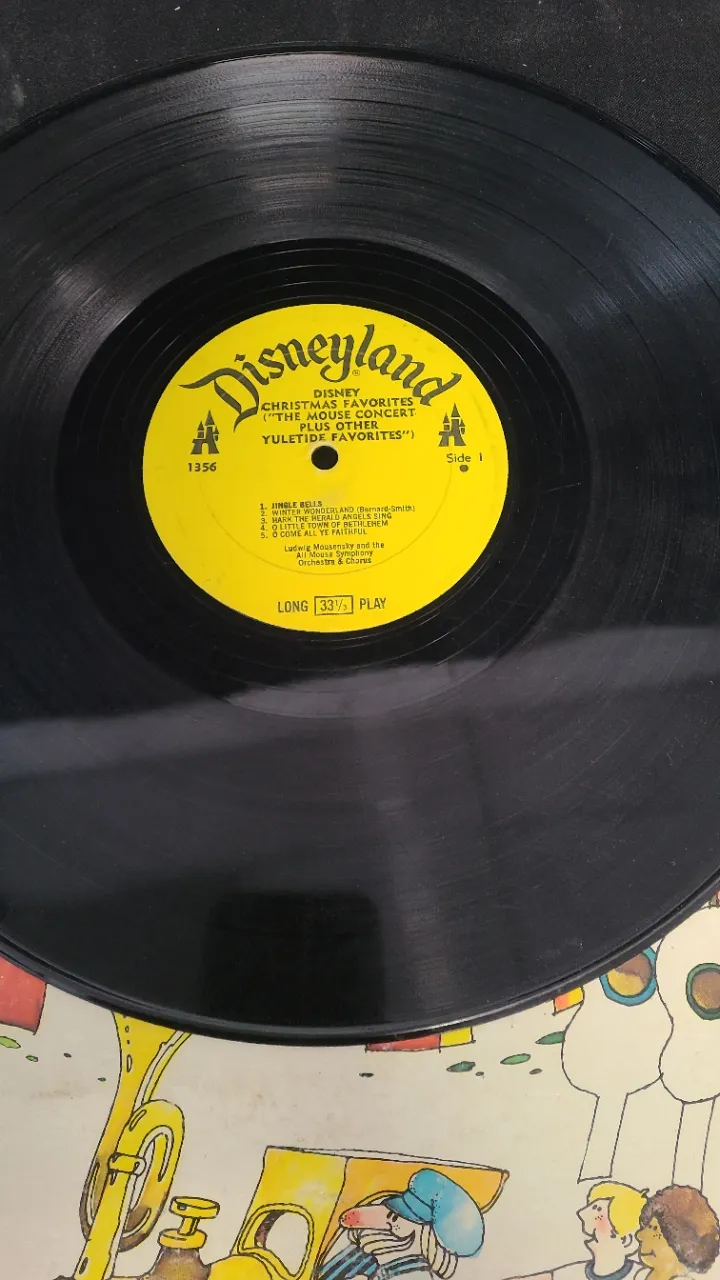 Disneyland
®
DISNEY
CHRISTMAS FAVORITES
("THE MOUSE CONCERT
PLUS OTHER
YULETIDE FAVORITES")
1356
Side 1
1. JINGLE BELLS
2. WINTER WONDERLAND (Bernard-Smith)
3. HARK THE HERALD ANGELS SING
4. O LITTLE TOWN OF BETHLEHEM
5. O COME ALL YE FAITHFUL
Ludwig Mousensky and the
All Mouse Symphony
Orchestra & Chorus
LONG 33⅓ PLAY